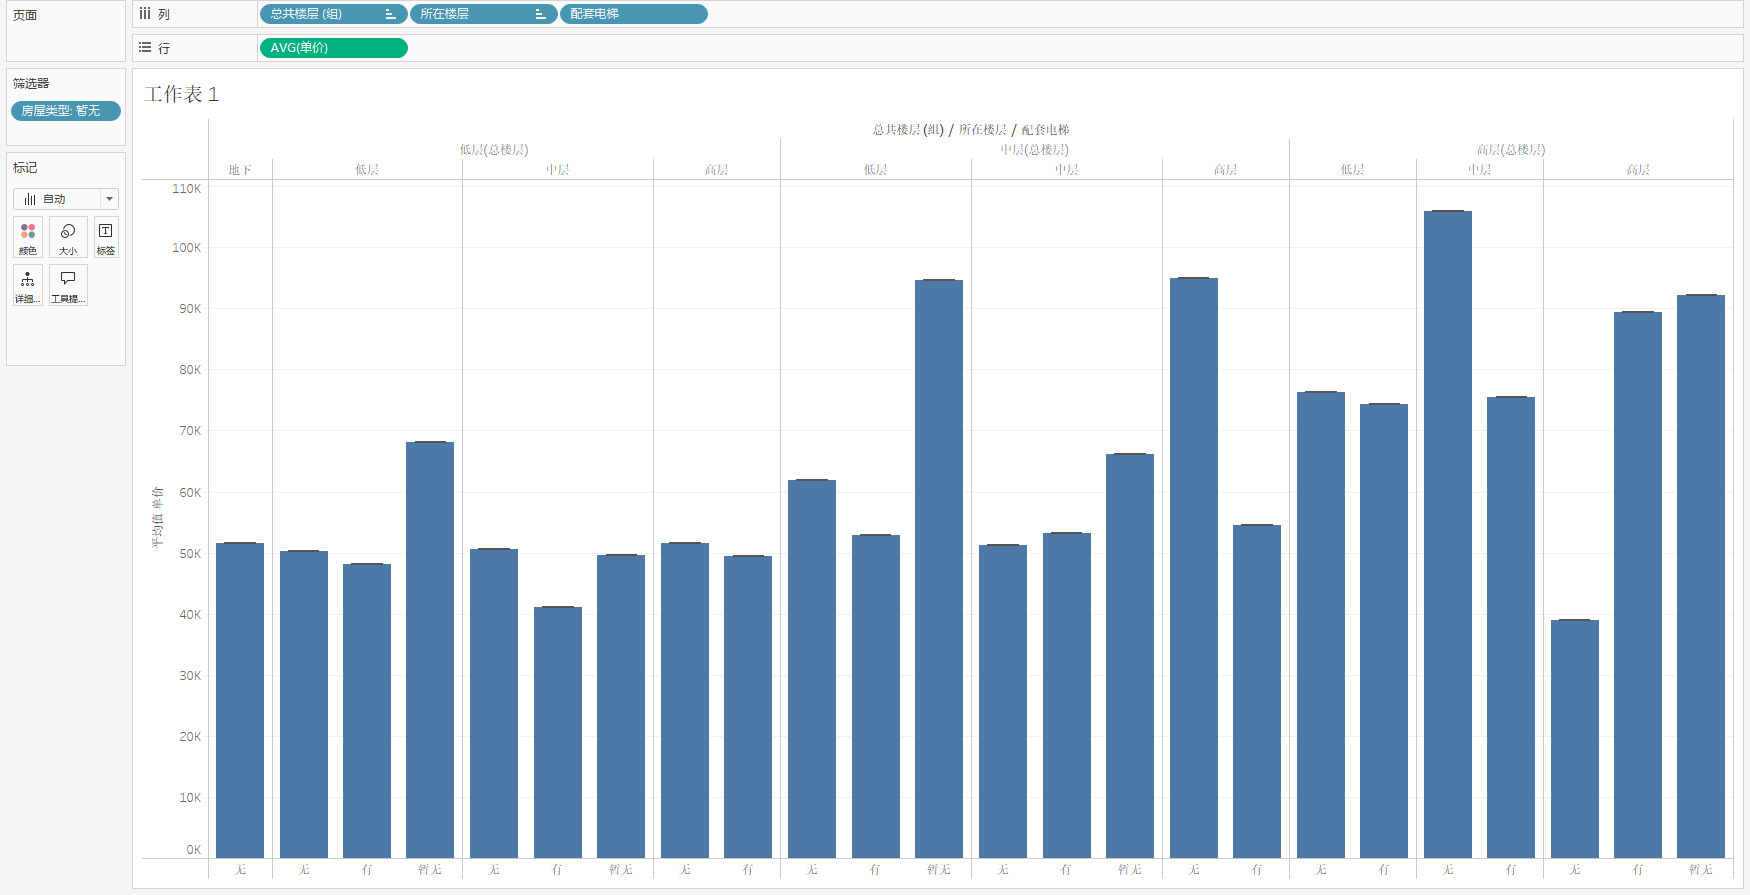 页面
列
总共楼层 (组)
所在楼层
配套电梯
行
AVG(单价)
筛选器
房屋类型: 暂无
标记
自动
颜色
大小
标签
详细...
工具提...
工作表 1
总共楼层 (组) / 所在楼层 / 配套电梯
低层(总楼层) 中层(总楼层) 高层(总楼层)
地下 低层 中层 高层 低层 中层 高层 低层 中层 高层
110K
100K
90K
80K
70K
60K
50K
40K
30K
20K
10K
0K
平均值 单价
无 无 有 暂无 无 有 暂无 无 有 无 有 暂无 无 有 暂无 无 有 无 有 无 有 无 有 暂无